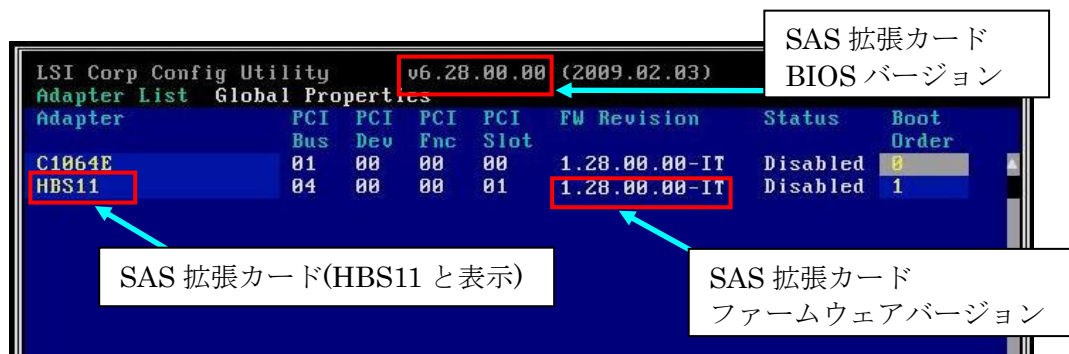 SAS 拡張カード
BIOS バージョン
LSI Corp Config Utility v6.28.00.00 (2009.02.03)
Adapter List Global Properties
Adapter PCI PCI PCI PCI FW Revision Status Boot
Bus Dev Fnc Slot Order
C1064E 01 00 00 00 1.28.00.00-IT Disabled 0
HBS11 04 00 00 01 1.28.00.00-IT Disabled 1
SAS 拡張カード(HBS11 と表示)
SAS 拡張カード
ファームウェアバージョン